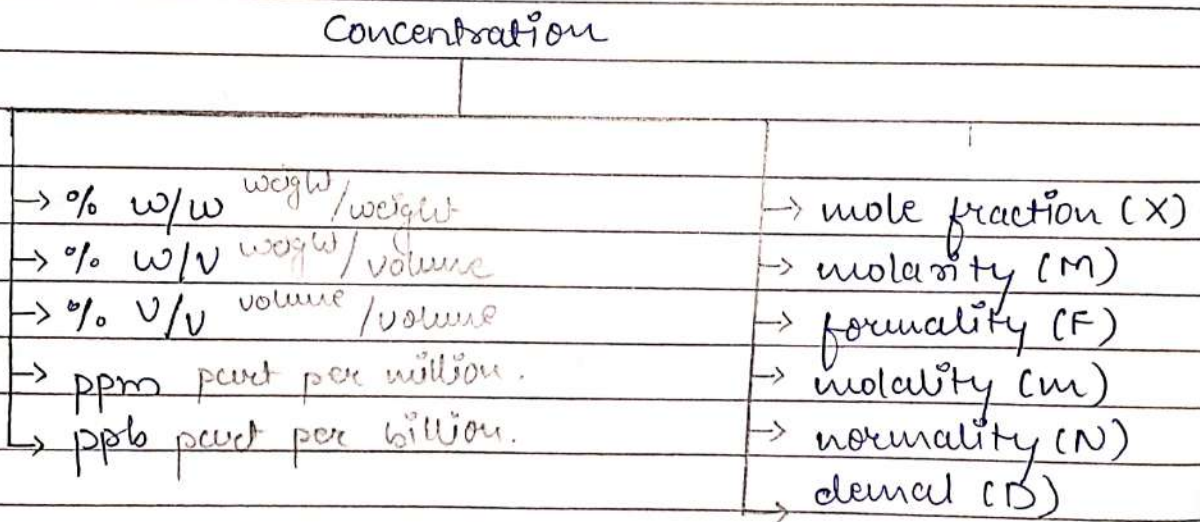 Concentration
→ % w/w weight/weight
→ % w/v weight/volume
→ % v/v volume/volume
→ ppm part per million.
→ ppb part per billion.
→ mole fraction (X)
→ molarity (M)
→ formality (F)
→ molality (m)
→ normality (N)
→ demal (D)